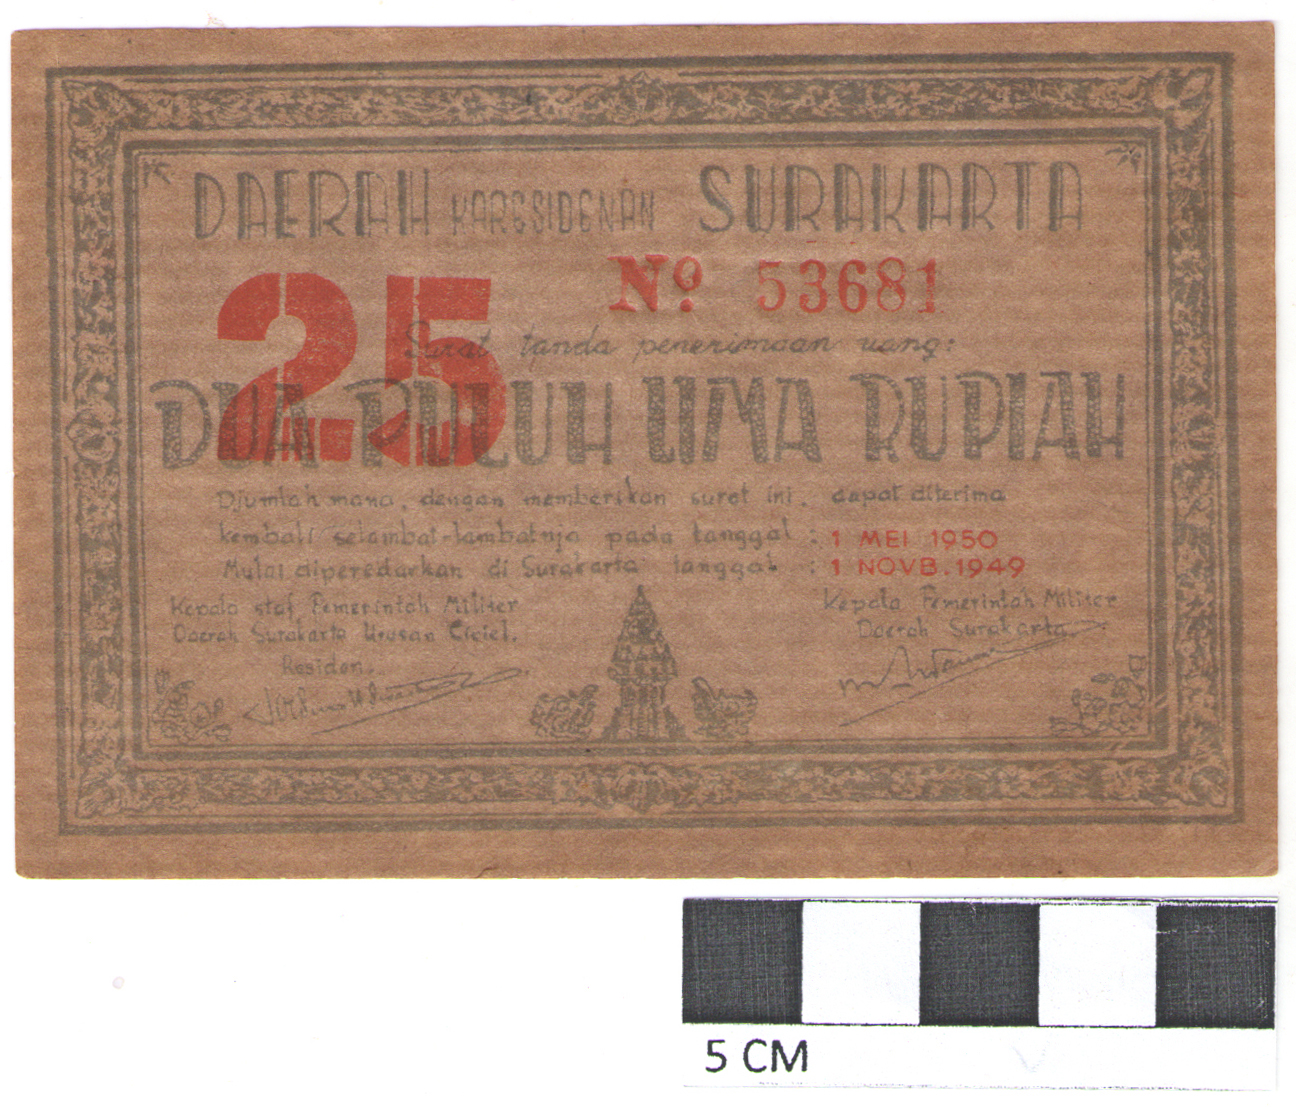 DAERAH KARESIDENAN SURAKARTA
25
Nº 53681
Surat tanda penerimaan uang:
DUA PULUH LIMA RUPIAH
Djumlah mana, dengan memberikan surat ini, dapat diterima
kembali selambat-lambatnja pada tanggal : 1 MEI 1950
Mulai diperedarkan di Surakarta tanggal : 1 NOVB. 1949
Kepala staf Pemerintah Militer
Daerah Surakarta Urusan Ciciel.
Residen.
Kepala Pemerintah Militer
Daerah Surakarta.
5 CM